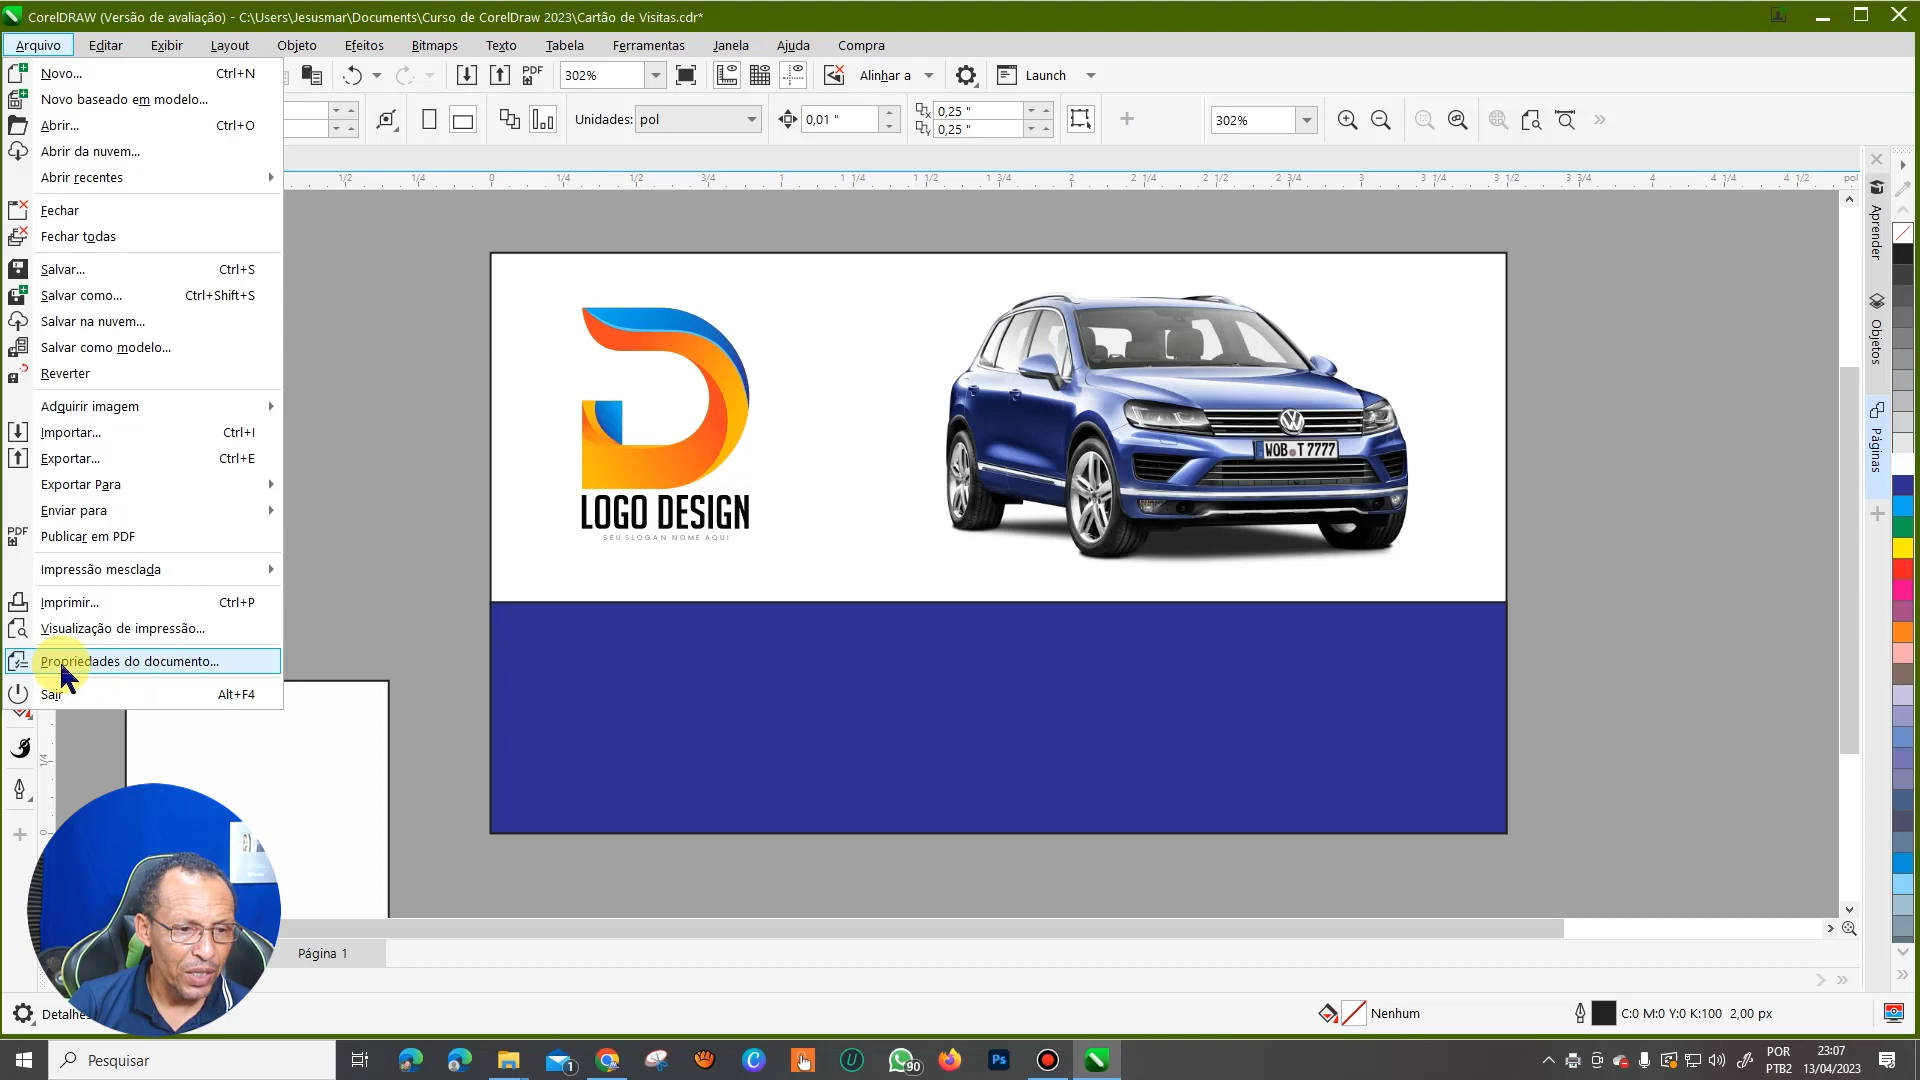 CorelDRAW (Versão de avaliação) - C:\Users\Jesusmar\Documents\Curso de CorelDraw 2023\Cartão de Visitas.cdr*
Arquivo Editar Exibir Layout Objeto Efeitos Bitmaps Texto Tabela Ferramentas Janela Ajuda Compra
PDF 302% Alinhar a Launch
Unidades: pol 0,01 " 0,25 " 302%
0,25 "
Novo... Ctrl+N
Novo baseado em modelo...
Abrir... Ctrl+O
Abrir da nuvem...
Abrir recentes
Fechar
Fechar todas
Salvar... Ctrl+S
Salvar como... Ctrl+Shift+S
Salvar na nuvem...
Salvar como modelo...
Reverter
Adquirir imagem
Importar... Ctrl+I
Exportar... Ctrl+E
Exportar Para
Enviar para
PDF Publicar em PDF
Impressão mesclada
Imprimir... Ctrl+P
Visualização de impressão...
Propriedades do documento...
Sair Alt+F4
1/2 1/4 0 1/4 1/2 3/4 1 1 1/4 1 1/2 1 3/4 2 2 1/4 2 1/2 2 3/4 3 3 1/4 3 1/2 3 3/4 4 4 1/4 4 1/2 pol
1/4
0
LOGO DESIGN
SEU SLOGAN NOME AQUI
WOB T 7777
Aprender
Objetos
Páginas
Página 1
Detalhes
Nenhum
C:0 M:0 Y:0 K:100 2,00 px
Pesquisar
1
90
Ps
POR
PTB2
23:07
13/04/2023